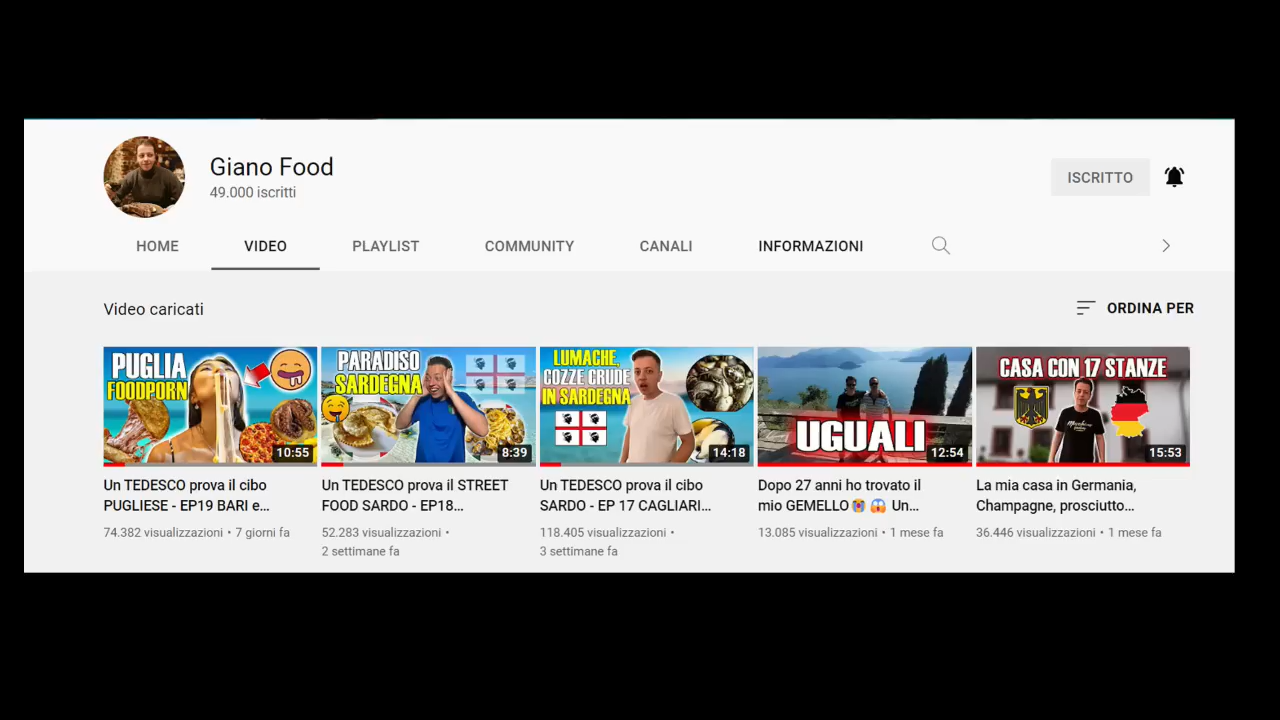 Giano Food
49.000 iscritti
ISCRITTO
HOME VIDEO PLAYLIST COMMUNITY CANALI INFORMAZIONI
Video caricati
ORDINA PER
PUGLIA
FOODPORN
10:55
PARADISO
SARDEGNA
8:39
LUMACHE,
COZZE CRUDE
IN SARDEGNA
14:18
UGUALI
12:54
CASA CON 17 STANZE
15:53
Un TEDESCO prova il cibo
PUGLIESE - EP19 BARI e...
74.382 visualizzazioni • 7 giorni fa
Un TEDESCO prova il STREET
FOOD SARDO - EP18...
52.283 visualizzazioni •
2 settimane fa
Un TEDESCO prova il cibo
SARDO - EP 17 CAGLIARI...
118.405 visualizzazioni •
3 settimane fa
Dopo 27 anni ho trovato il
mio GEMELLO😭 😱 Un...
13.085 visualizzazioni • 1 mese fa
La mia casa in Germania,
Champagne, prosciutto...
36.446 visualizzazioni • 1 mese fa